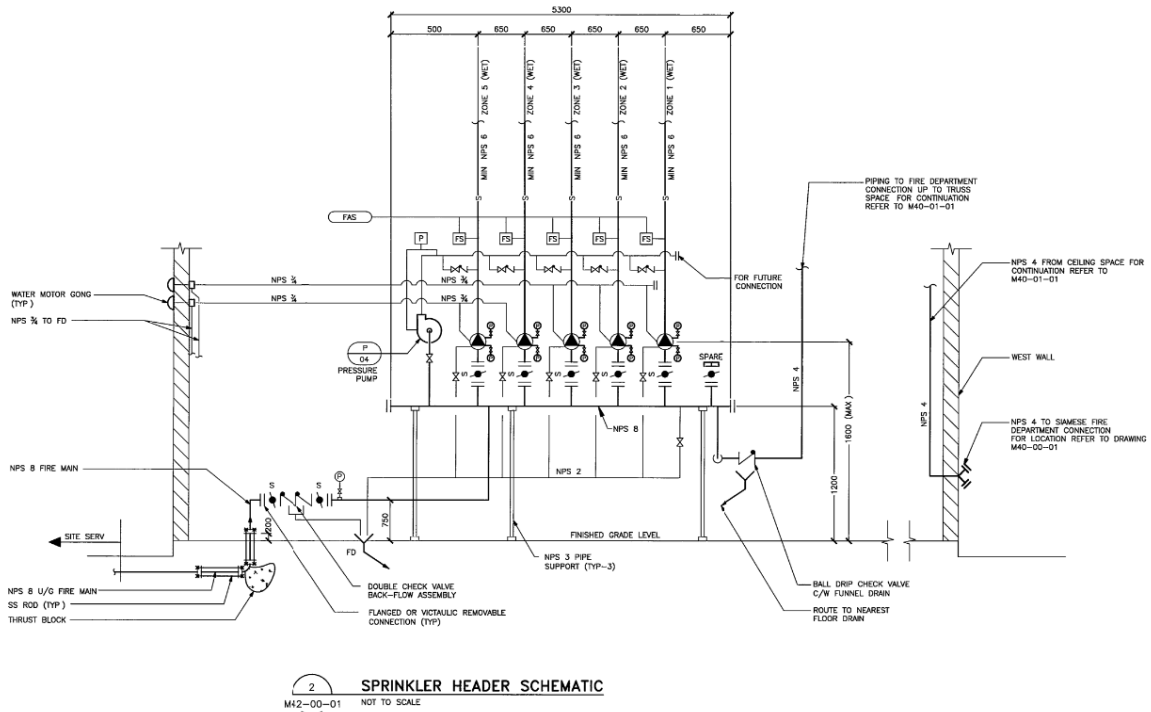 5300
500
650
650
650
650
650
MIN NPS 6
ZONE 5 (WET)
MIN NPS 6
ZONE 4 (WET)
MIN NPS 6
ZONE 3 (WET)
MIN NPS 6
ZONE 2 (WET)
MIN NPS 6
ZONE 1 (WET)
S
S
S
S
S
PIPING TO FIRE DEPARTMENT
CONNECTION UP TO TRUSS
SPACE FOR CONTINUATION
REFER TO M40-01-01
FAS
P
FS
FS
FS
FS
FS
NPS 4 FROM CEILING SPACE FOR
CONTINUATION REFER TO
M40-01-01
FOR FUTURE
CONNECTION
NPS ¾
NPS ¾
NPS ¾
NPS ¾
WATER MOTOR GONG
(TYP)
NPS ¾ TO FD
P
04
PRESSURE
PUMP
P
P
P
P
P
P
P
P
P
P
S
S
S
S
S
SPARE
NPS 4
1600 (MAX)
WEST WALL
NPS 4
NPS 4 TO SIAMESE FIRE
DEPARTMENT CONNECTION
FOR LOCATION REFER TO DRAWING
M40-00-01
NPS 8
1200
NPS 8 FIRE MAIN
NPS 2
S
S
P
200
750
SITE SERV
FD
FINISHED GRADE LEVEL
NPS 3 PIPE
SUPPORT (TYP-3)
NPS 8 U/G FIRE MAIN
SS ROD (TYP)
THRUST BLOCK
DOUBLE CHECK VALVE
BACK-FLOW ASSEMBLY
FLANGED OR VICTAULIC REMOVABLE
CONNECTION (TYP)
BALL DRIP CHECK VALVE
C/W FUNNEL DRAIN
ROUTE TO NEAREST
FLOOR DRAIN
2
M42-00-01
SPRINKLER HEADER SCHEMATIC
NOT TO SCALE